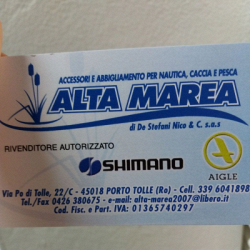 ACCESSORI e ABBIGLIAMENTO PER NAUTICA, CACCIA E PESCA
ALTA MAREA
di De Stefani Nico & C. s.a.s
RIVENDITORE AUTORIZZATO
SHIMANO
A
AIGLE
Via Po di Tolle, 22/C - 45018 PORTO TOLLE (Ro) - Cell. 339 6041898
Tel./Fax 0426 380675 - e-mail: alta-marea2007@libero.it
Cod. Fisc. e Part. IVA: 01365740297